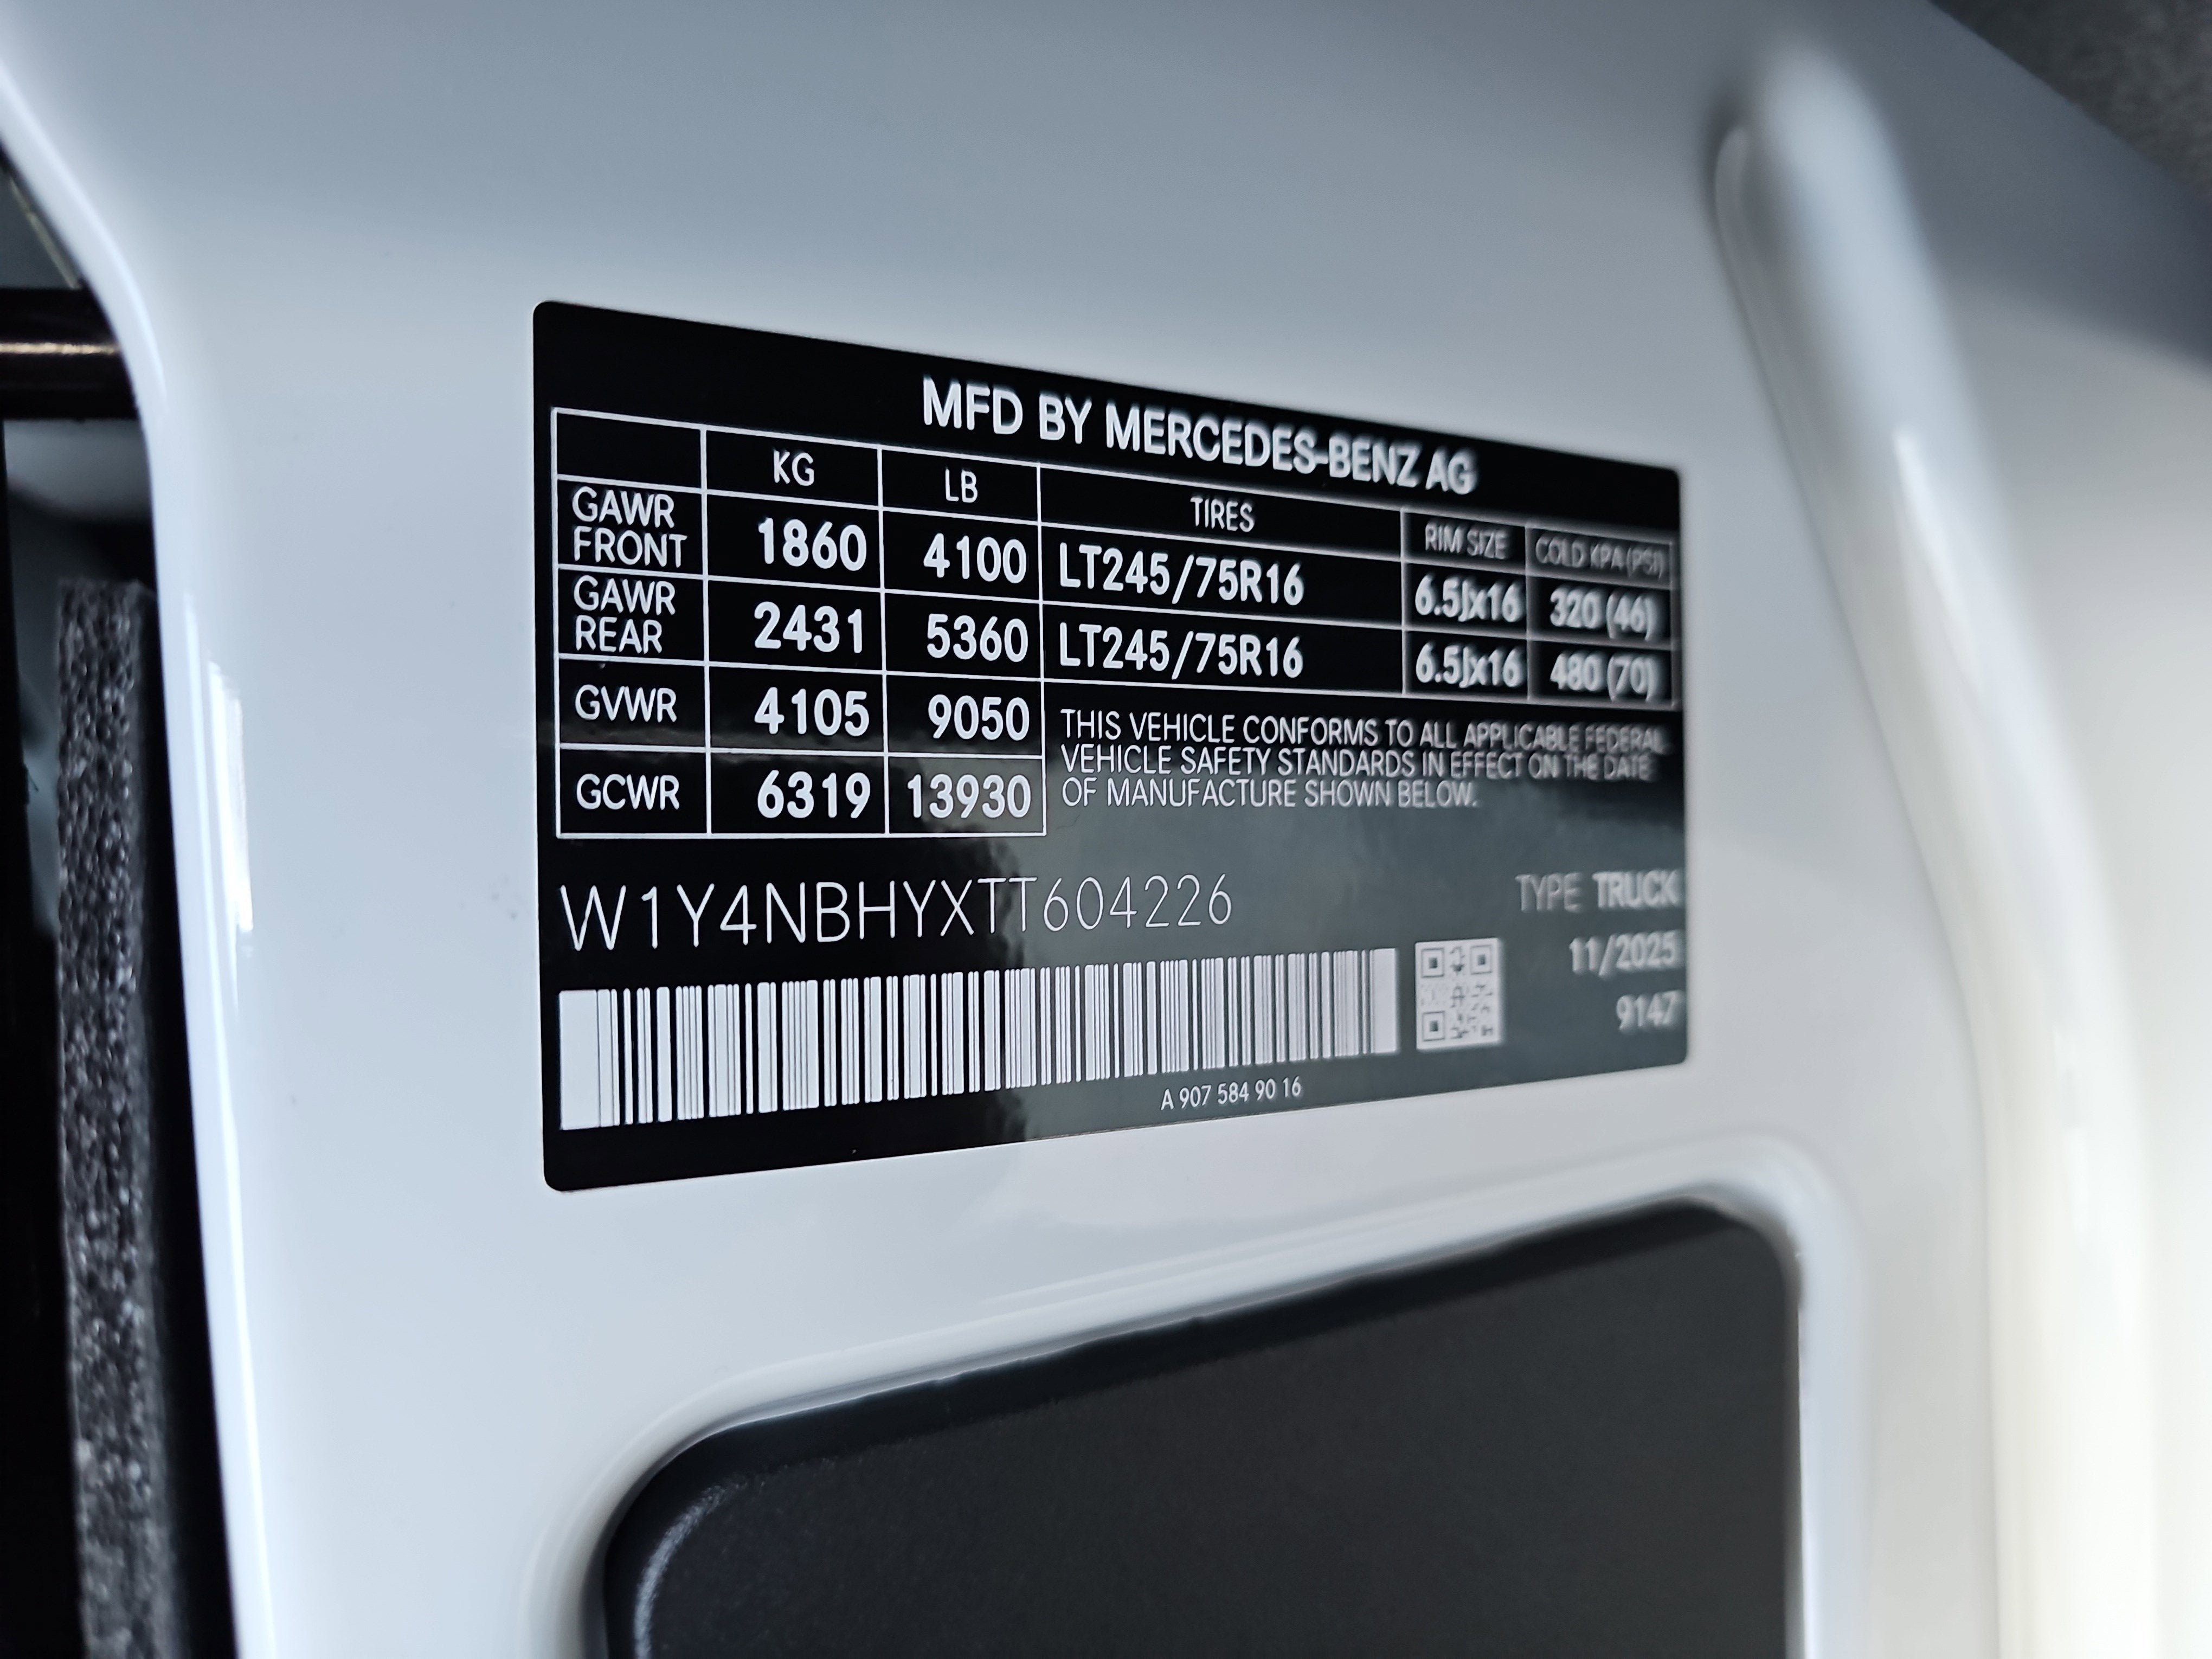 MFD BY MERCEDES-BENZ AG
KG LB TIRES RIM SIZE COLD KPA (PSI)
GAWR FRONT 1860 4100 LT245/75R16 6.5Jx16 320 (46)
GAWR REAR 2431 5360 LT245/75R16 6.5Jx16 480 (70)
GVWR 4105 9050
GCWR 6319 13930
THIS VEHICLE CONFORMS TO ALL APPLICABLE FEDERAL
VEHICLE SAFETY STANDARDS IN EFFECT ON THE DATE
OF MANUFACTURE SHOWN BELOW.
W1Y4NBHYXTT604226
TYPE TRUCK
11/2025
9147
A 907 584 90 16